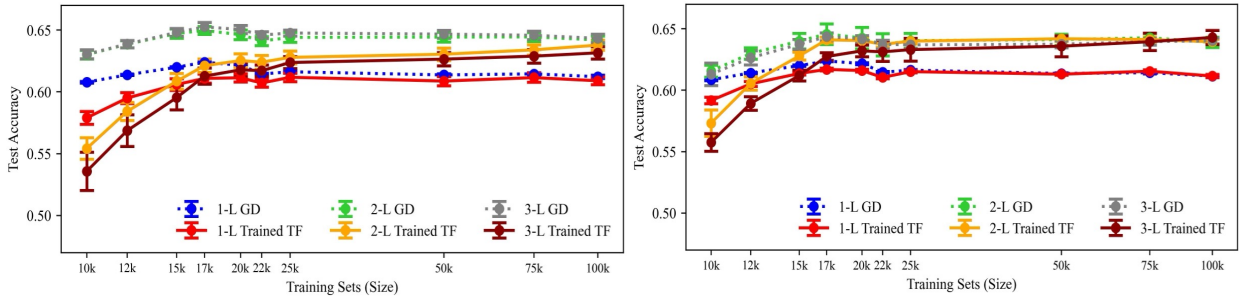 0.65
0.60
0.55
0.50
Test Accuracy
1-L GD
2-L GD
3-L GD
1-L Trained TF
2-L Trained TF
3-L Trained TF
10k 12k 15k 17k 20k 22k 25k 50k 75k 100k
Training Sets (Size)
0.65
0.60
0.55
0.50
Test Accuracy
1-L GD
2-L GD
3-L GD
1-L Trained TF
2-L Trained TF
3-L Trained TF
10k 12k 15k 17k 20k 22k 25k 50k 75k 100k
Training Sets (Size)